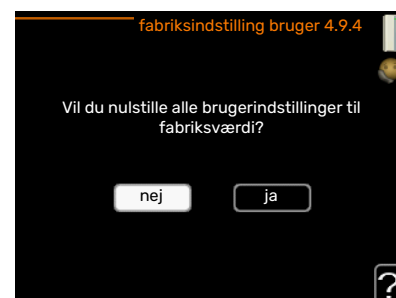 fabriksindstilling bruger 4.9.4
Vil du nulstille alle brugerindstillinger til
fabriksværdi?
nej
ja
?